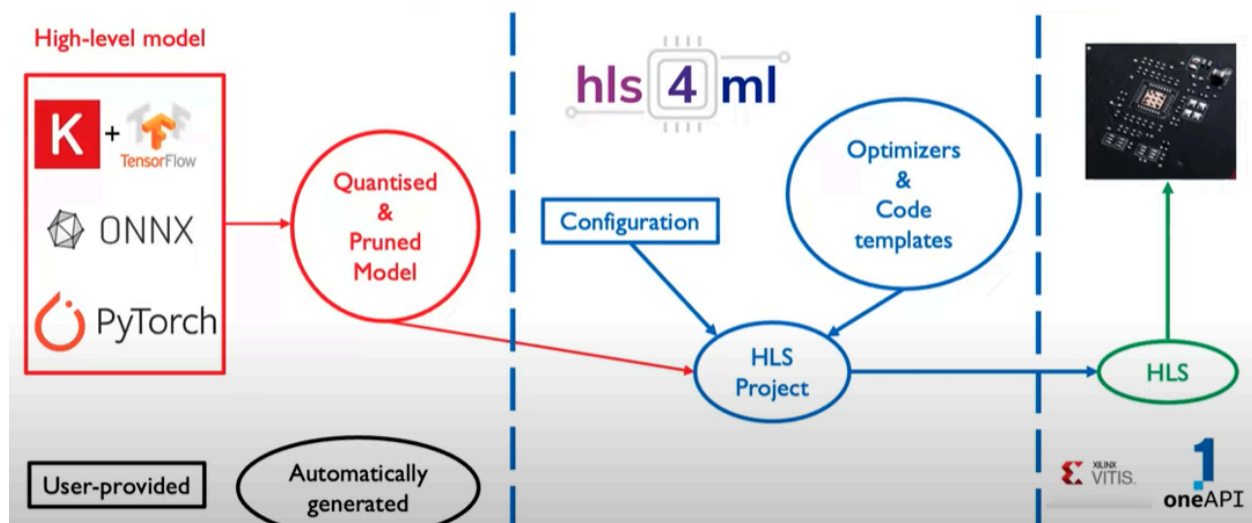 High-level model
K + TensorFlow
ONNX
PyTorch
Quantised
&
Pruned
Model
hls 4 ml
Configuration
Optimizers
&
Code
templates
HLS
Project
HLS
User-provided
Automatically
generated
XILINX
VITIS.
1
oneAPI